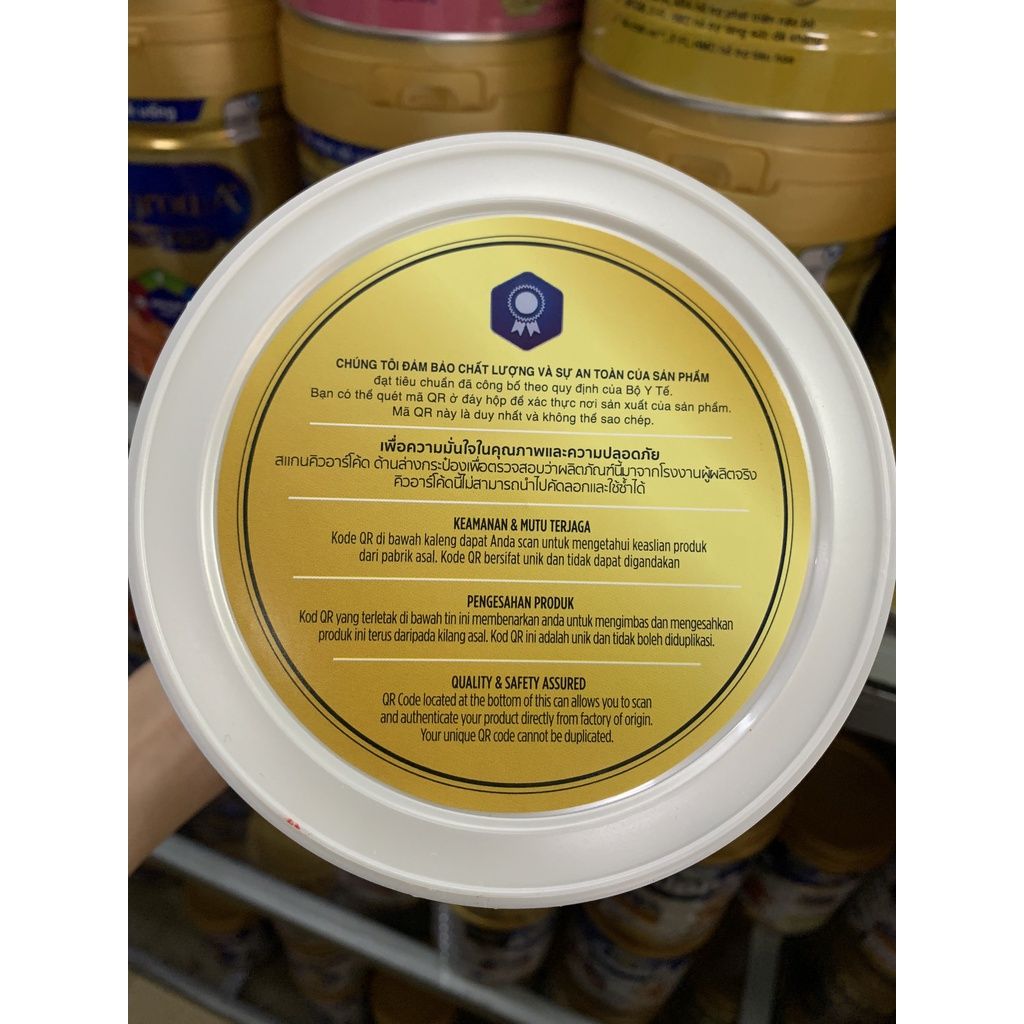 CHÚNG TÔI ĐẢM BẢO CHẤT LƯỢNG VÀ SỰ AN TOÀN CỦA SẢN PHẨM
đạt tiêu chuẩn đã công bố theo quy định của Bộ Y Tế.
Bạn có thể quét mã QR ở đáy hộp để xác thực nơi sản xuất của sản phẩm.
Mã QR này là duy nhất và không thể sao chép.
เพื่อความมั่นใจในคุณภาพและความปลอดภัย
สแกนคิวอาร์โค้ด ด้านล่างกระป๋องเพื่อตรวจสอบว่าผลิตภัณฑ์นี้มาจากโรงงานผู้ผลิตจริง
คิวอาร์โค้ดนี้ไม่สามารถนำไปคัดลอกและใช้ซ้ำได้
KEAMANAN & MUTU TERJAGA
Kode QR di bawah kaleng dapat Anda scan untuk mengetahui keaslian produk
dari pabrik asal. Kode QR bersifat unik dan tidak dapat digandakan
PENGESAHAN PRODUK
Kod QR yang terletak di bawah tin ini membenarkan anda untuk mengimbas dan mengesahkan
produk ini terus daripada kilang asal. Kod QR ini adalah unik dan tidak boleh diduplikasi.
QUALITY & SAFETY ASSURED
QR Code located at the bottom of this can allows you to scan
and authenticate your product directly from factory of origin.
Your unique QR code cannot be duplicated.